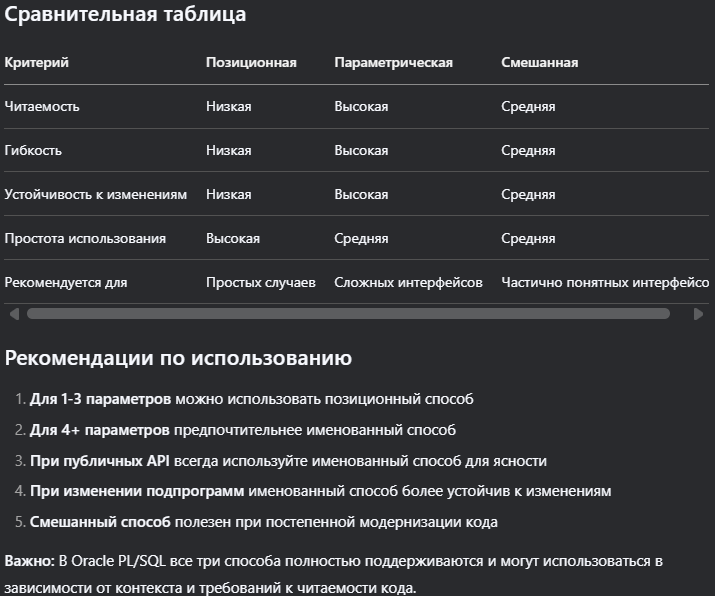 Сравнительная таблица
Критерий Позиционная Параметрическая Смешанная
Читаемость Низкая Высокая Средняя
Гибкость Низкая Высокая Средняя
Устойчивость к изменениям Низкая Высокая Средняя
Простота использования Высокая Средняя Средняя
Рекомендуется для Простых случаев Сложных интерфейсов Частично понятных интерфейсо
Рекомендации по использованию
1. Для 1-3 параметров можно использовать позиционный способ
2. Для 4+ параметров предпочтительнее именованный способ
3. При публичных API всегда используйте именованный способ для ясности
4. При изменении подпрограмм именованный способ более устойчив к изменениям
5. Смешанный способ полезен при постепенной модернизации кода
Важно: В Oracle PL/SQL все три способа полностью поддерживаются и могут использоваться в
зависимости от контекста и требований к читаемости кода.